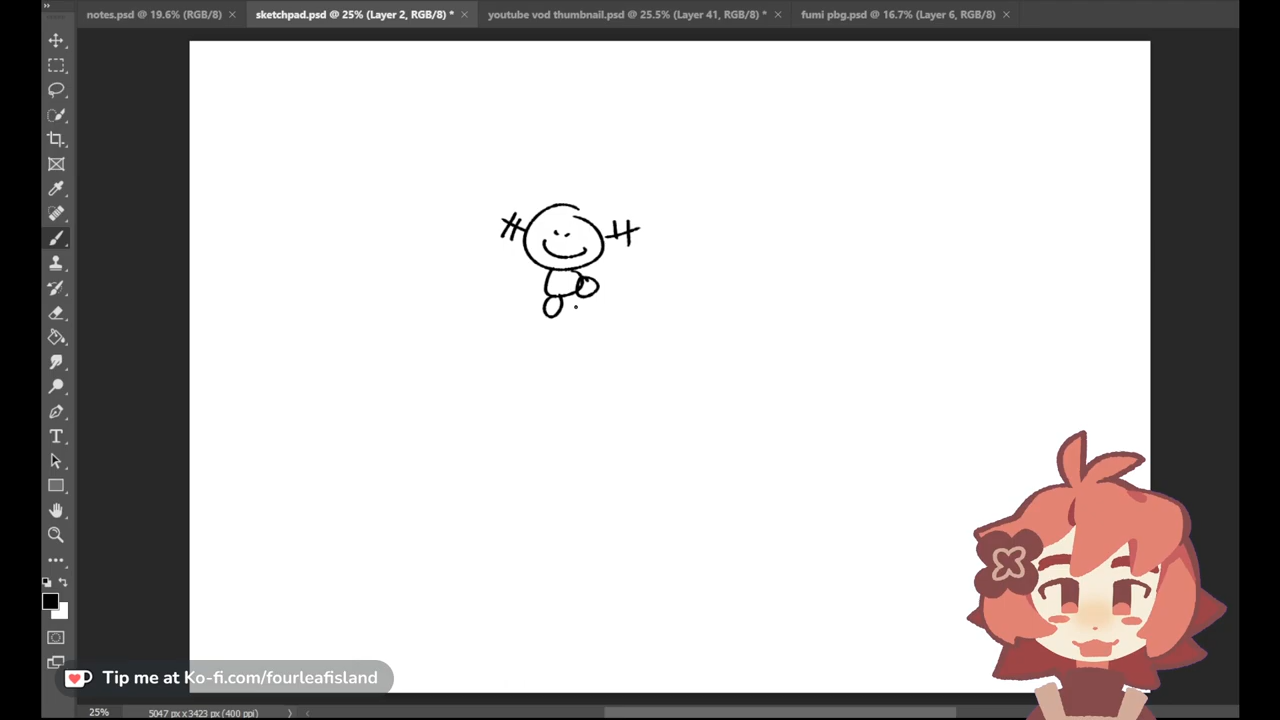 notes.psd @ 19.6% (RGB/8)
sketchpad.psd @ 25% (Layer 2, RGB/8) *
youtube vod thumbnail.psd @ 25.5% (Layer 41, RGB/8) *
fumi pbg.psd @ 16.7% (Layer 6, RGB/8)
Tip me at Ko-fi.com/fourleafisland
25%
5047 px x 3423 px (400 ppi)